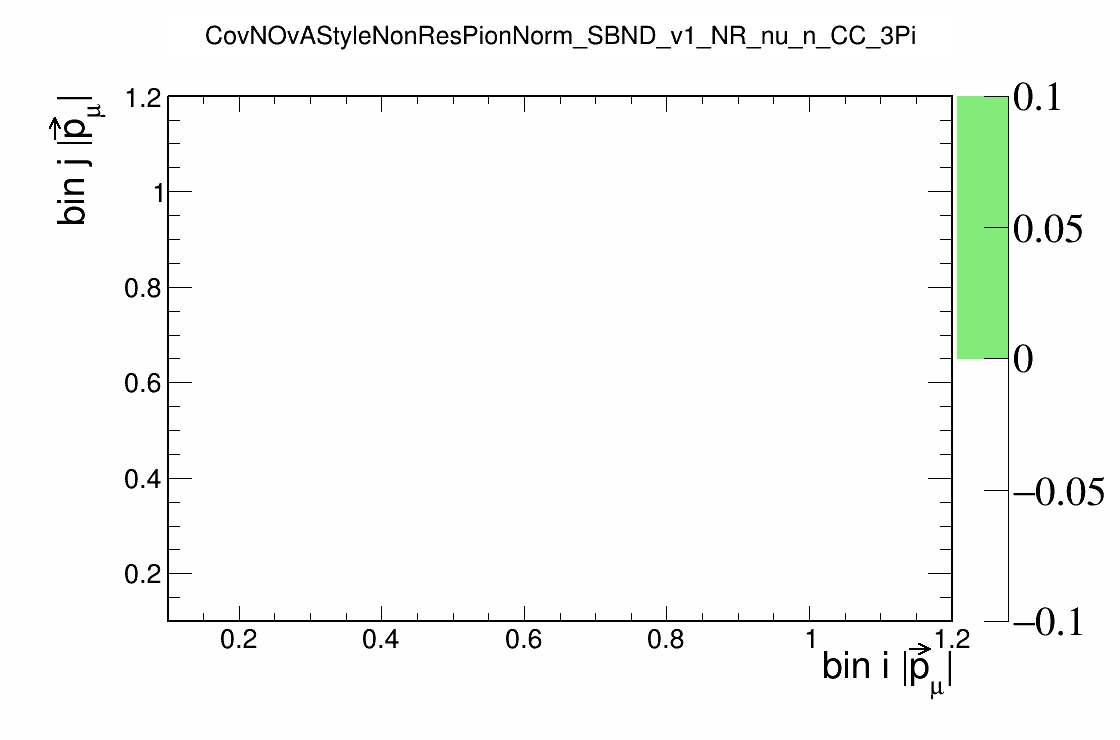 CovNOvAStyleNonResPionNorm_SBND_v1_NR_nu_n_CC_3Pi
bin j |p⃗μ|
1.2
1
0.8
0.6
0.4
0.2
0.2 0.4 0.6 0.8 1 1.2
bin i |p⃗μ|
0.1
0.05
0
−0.05
−0.1